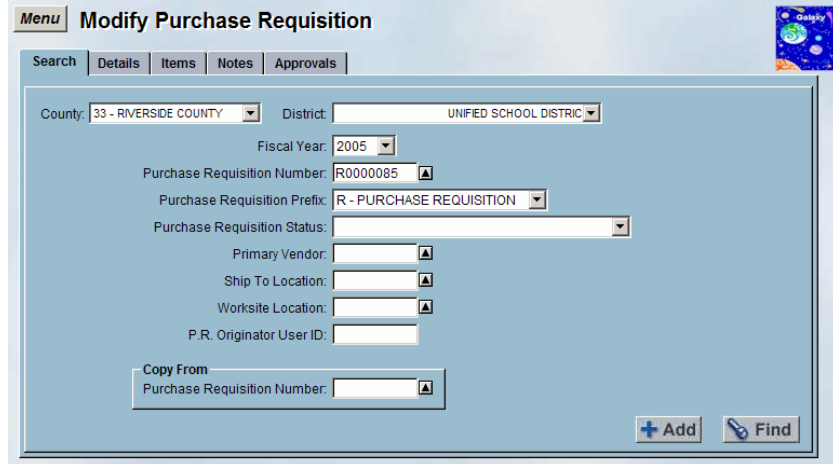 Menu Modify Purchase Requisition
Galaxy
Search Details Items Notes Approvals
County: 33 - RIVERSIDE COUNTY District: UNIFIED SCHOOL DISTRIC
Fiscal Year: 2005
Purchase Requisition Number: R0000085
Purchase Requisition Prefix: R - PURCHASE REQUISITION
Purchase Requisition Status:
Primary Vendor:
Ship To Location:
Worksite Location:
P.R. Originator User ID:
Copy From
Purchase Requisition Number:
Add Find